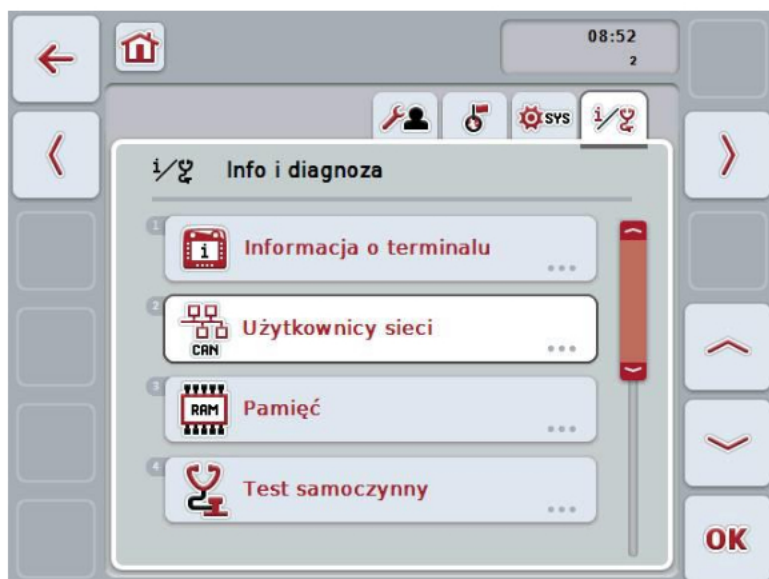 08:52
2
SYS
i/
i/ Info i diagnoza
1
i
Informacja o terminalu
2
CAN
Użytkownicy sieci
3
RAM
Pamięć
4
Test samoczynny
OK